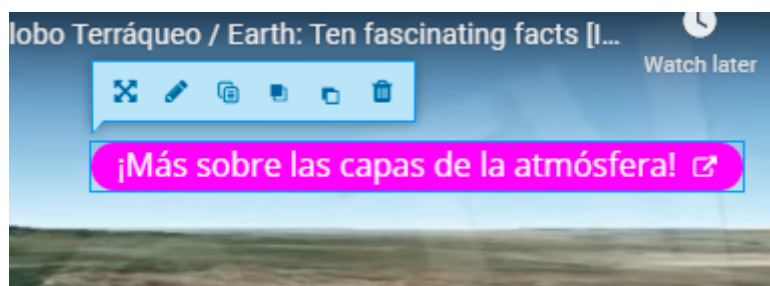 lobo Terráqueo / Earth: Ten fascinating facts [I...
Watch later
¡Más sobre las capas de la atmósfera!